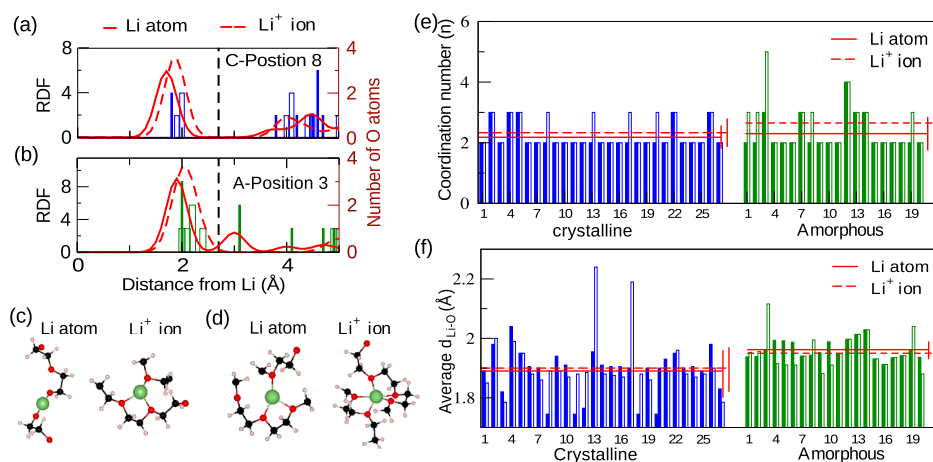 (a)
Li atom
Li+ ion
8
4
0
RDF
C-Postion 8
4
3
2
1
0
Number of O atoms
(b)
8
4
0
RDF
A-Position 3
4
3
2
1
0
0
2
4
Distance from Li (Å)
(c)
Li atom
Li+ ion
(d)
Li atom
Li+ ion
(e)
6
4
2
0
Coordination number (n)
Li atom
Li+ ion
1 4 7 10 13 16 19 22 25
crystalline
1 4 7 10 13 16 19
Amorphous
(f)
2.2
2
1.8
Average dLi-O (Å)
Li atom
Li+ ion
1 4 7 10 13 16 19 22 25
Crystalline
1 4 7 10 13 16 19
Amorphous